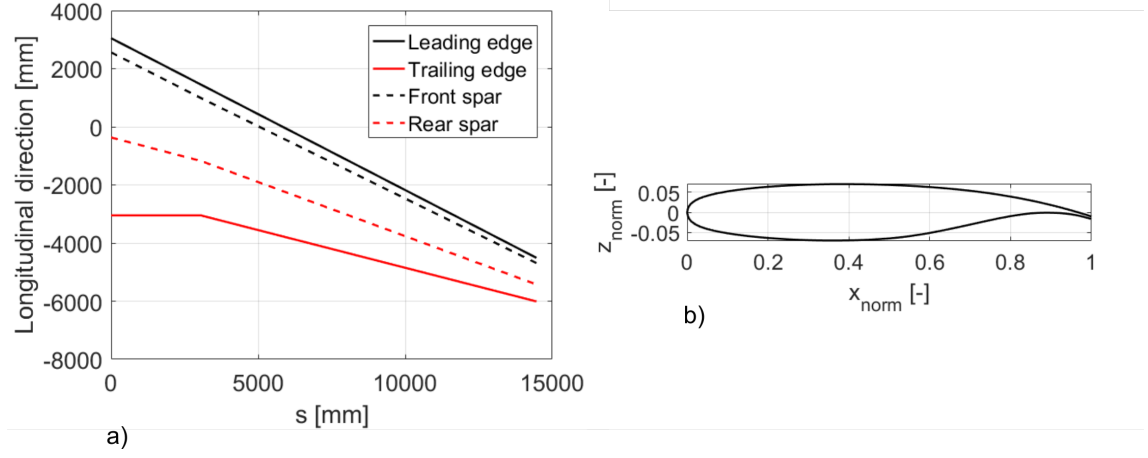 4000
2000
0
-2000
-4000
-6000
-8000
Longitudinal direction [mm]
Leading edge
Trailing edge
Front spar
Rear spar
0 5000 10000 15000
s [mm]
a)
0.05
0
-0.05
z_norm [-]
0 0.2 0.4 0.6 0.8 1
x_norm [-]
b)